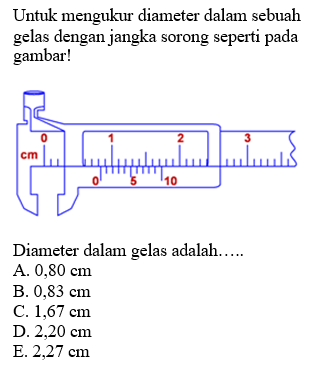 Untuk mengukur diameter dalam sebuah
gelas dengan jangka sorong seperti pada
gambar!
0 1 2 3
cm
0 5 10
Diameter dalam gelas adalah…..
A. 0,80 cm
B. 0,83 cm
C. 1,67 cm
D. 2,20 cm
E. 2,27 cm